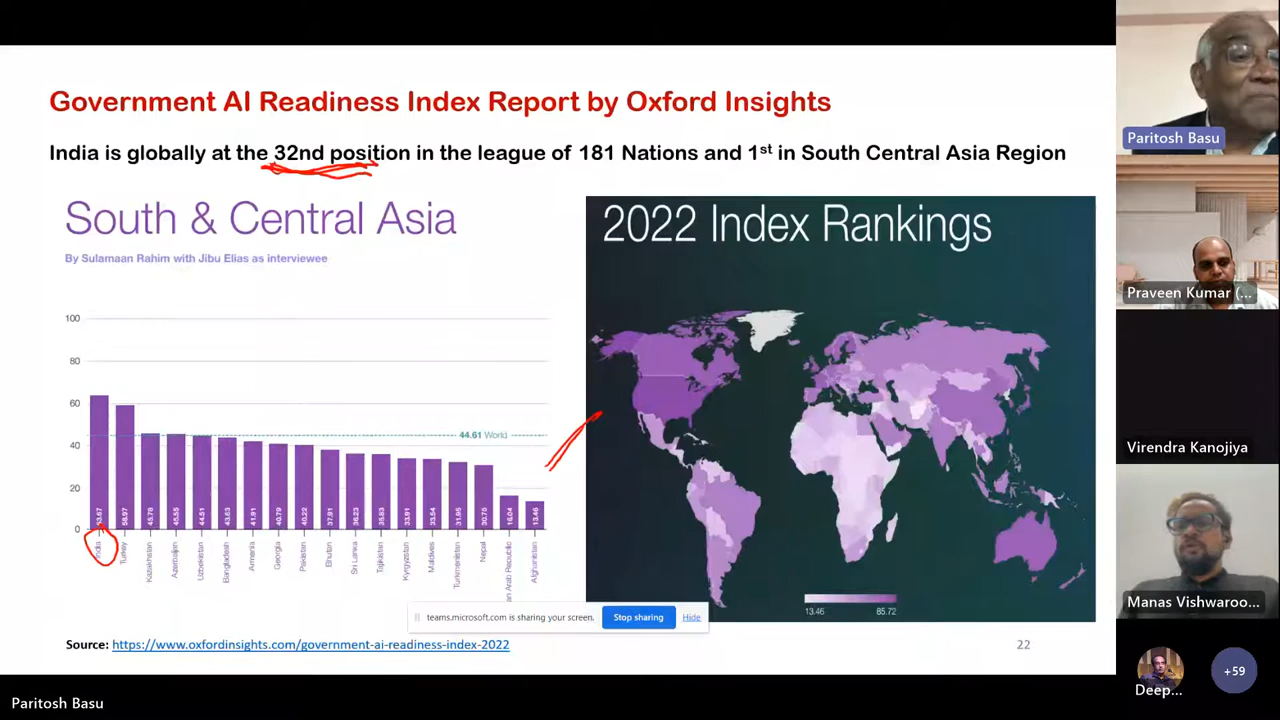 Government AI Readiness Index Report by Oxford Insights
India is globally at the 32nd position in the league of 181 Nations and 1st in South Central Asia Region
South & Central Asia
By Sulamaan Rahim with Jibu Elias as interviewee
100
80
60
40
20
0
44.61 World
58.97
45.78
45.55
44.51
43.63
41.91
40.79
40.22
37.91
36.23
35.83
33.91
33.54
31.95
30.75
16.04
13.46
India
Turkey
Kazakhstan
Azerbaijan
Uzbekistan
Bangladesh
Armenia
Georgia
Pakistan
Bhutan
Sri Lanka
Tajikistan
Kyrgyzstan
Maldives
Turkmenistan
Nepal
an Arab Republic
Afghanistan
2022 Index Rankings
13.46
85.72
teams.microsoft.com is sharing your screen.
Stop sharing
Hide
Source: https://www.oxfordinsights.com/government-ai-readiness-index-2022
22
Paritosh Basu
Paritosh Basu
Praveen Kumar (...
Virendra Kanojiya
Manas Vishwaroo...
Deep...
+59